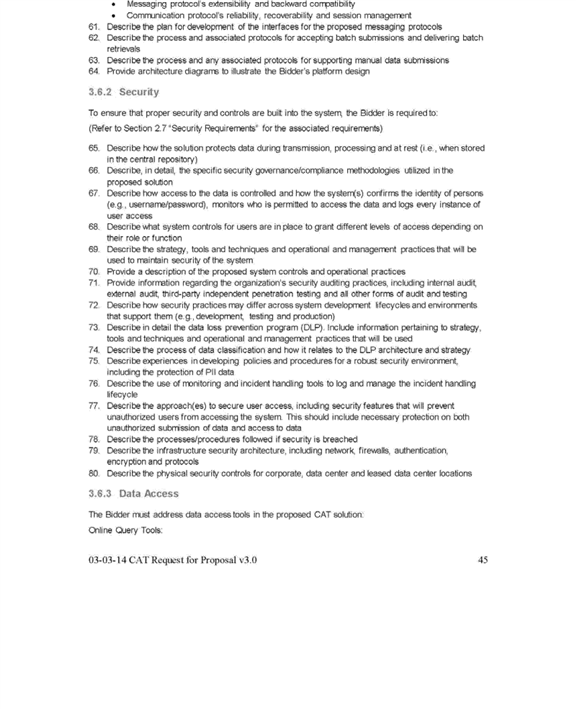 • Messaging protocol's extensibility and backward compatibility
• Communication protocol's reliability, recoverability and session management
61. Describe the plan for development of the interfaces for the proposed messaging protocols
62. Describe the process and associated protocols for accepting batch submissions and delivering batch
retrievals
63. Describe the process and any associated protocols for supporting manual data submissions
64. Provide architecture diagrams to illustrate the Bidder's platform design
3.6.2 Security
To ensure that proper security and controls are built into the system, the Bidder is required to:
(Refer to Section 2.7 "Security Requirements" for the associated requirements)
65. Describe how the solution protects data during transmission, processing and at rest (i.e., when stored
in the central repository)
66. Describe, in detail, the specific security governance/compliance methodologies utilized in the
proposed solution
67. Describe how access to the data is controlled and how the system(s) confirms the identity of persons
(e.g., username/password), monitors who is permitted to access the data and logs every instance of
user access
68. Describe what system controls for users are in place to grant different levels of access depending on
their role or function
69. Describe the strategy, tools and techniques and operational and management practices that will be
used to maintain security of the system
70. Provide a description of the proposed system controls and operational practices
71. Provide information regarding the organization's security auditing practices, including internal audit,
external audit, third-party independent penetration testing and all other forms of audit and testing
72. Describe how security practices may differ across system development lifecycles and environments
that support them (e.g., development, testing and production)
73. Describe in detail the data loss prevention program (DLP). Include information pertaining to strategy,
tools and techniques and operational and management practices that will be used
74. Describe the process of data classification and how it relates to the DLP architecture and strategy
75. Describe experiences in developing policies and procedures for a robust security environment,
including the protection of PII data
76. Describe the use of monitoring and incident handling tools to log and manage the incident handling
lifecycle
77. Describe the approach(es) to secure user access, including security features that will prevent
unauthorized users from accessing the system. This should include necessary protection on both
unauthorized submission of data and access to data
78. Describe the processes/procedures followed if security is breached
79. Describe the infrastructure security architecture, including network, firewalls, authentication,
encryption and protocols
80. Describe the physical security controls for corporate, data center and leased data center locations
3.6.3 Data Access
The Bidder must address data access tools in the proposed CAT solution:
Online Query Tools:
03-03-14 CAT Request for Proposal v3.0 45